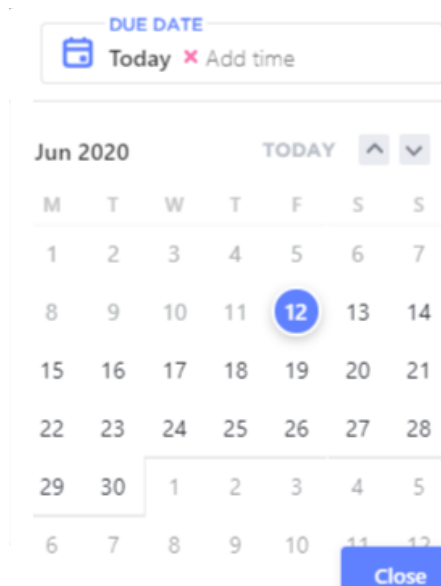 DUE DATE
Today × Add time
Jun 2020 TODAY
M T W T F S S
1 2 3 4 5 6 7
8 9 10 11 12 13 14
15 16 17 18 19 20 21
22 23 24 25 26 27 28
29 30 1 2 3 4 5
6 7 8 9 10 11 12
Close